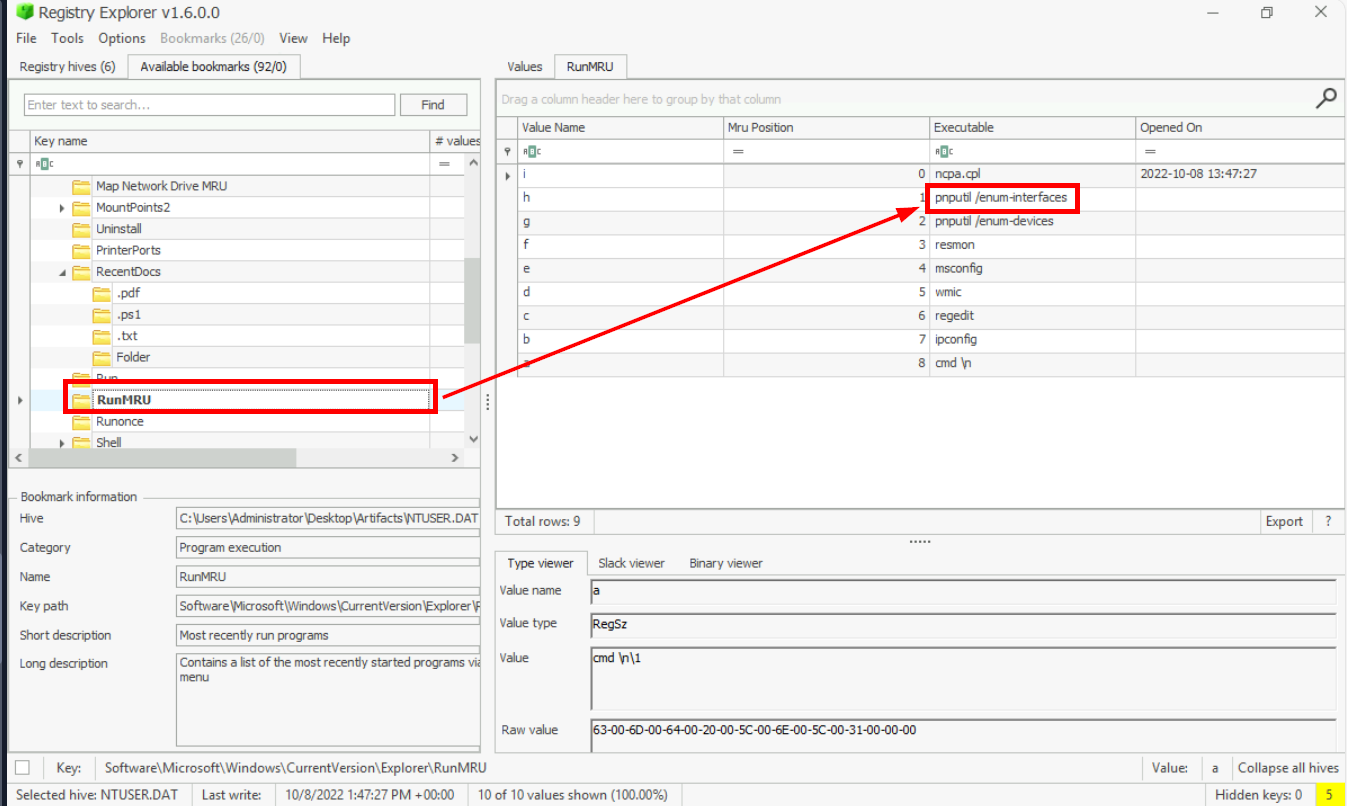 Registry Explorer v1.6.0.0
File Tools Options Bookmarks (26/0) View Help
Registry hives (6) Available bookmarks (92/0)
Enter text to search... Find
Key name # values
ABC =
Map Network Drive MRU
MountPoints2
Uninstall
PrinterPorts
RecentDocs
.pdf
.ps1
.txt
Folder
Run
RunMRU
Runonce
Shell
Bookmark information
Hive C:\Users\Administrator\Desktop\Artifacts\NTUSER.DAT
Category Program execution
Name RunMRU
Key path Software\Microsoft\Windows\CurrentVersion\Explorer\
Short description Most recently run programs
Long description Contains a list of the most recently started programs via
menu
Values RunMRU
Drag a column header here to group by that column
Value Name Mru Position Executable Opened On
ABC = ABC =
i 0 ncpa.cpl 2022-10-08 13:47:27
h 1 pnputil /enum-interfaces
g 2 pnputil /enum-devices
f 3 resmon
e 4 msconfig
d 5 wmic
c 6 regedit
b 7 ipconfig
8 cmd \n
Total rows: 9 Export ?
Type viewer Slack viewer Binary viewer
Value name a
Value type RegSz
Value cmd \n\1
Raw value 63-00-6D-00-64-00-20-00-5C-00-6E-00-5C-00-31-00-00-00
Key: Software\Microsoft\Windows\CurrentVersion\Explorer\RunMRU Value: a Collapse all hives
Selected hive: NTUSER.DAT Last write: 10/8/2022 1:47:27 PM +00:00 10 of 10 values shown (100.00%) Hidden keys: 0 5